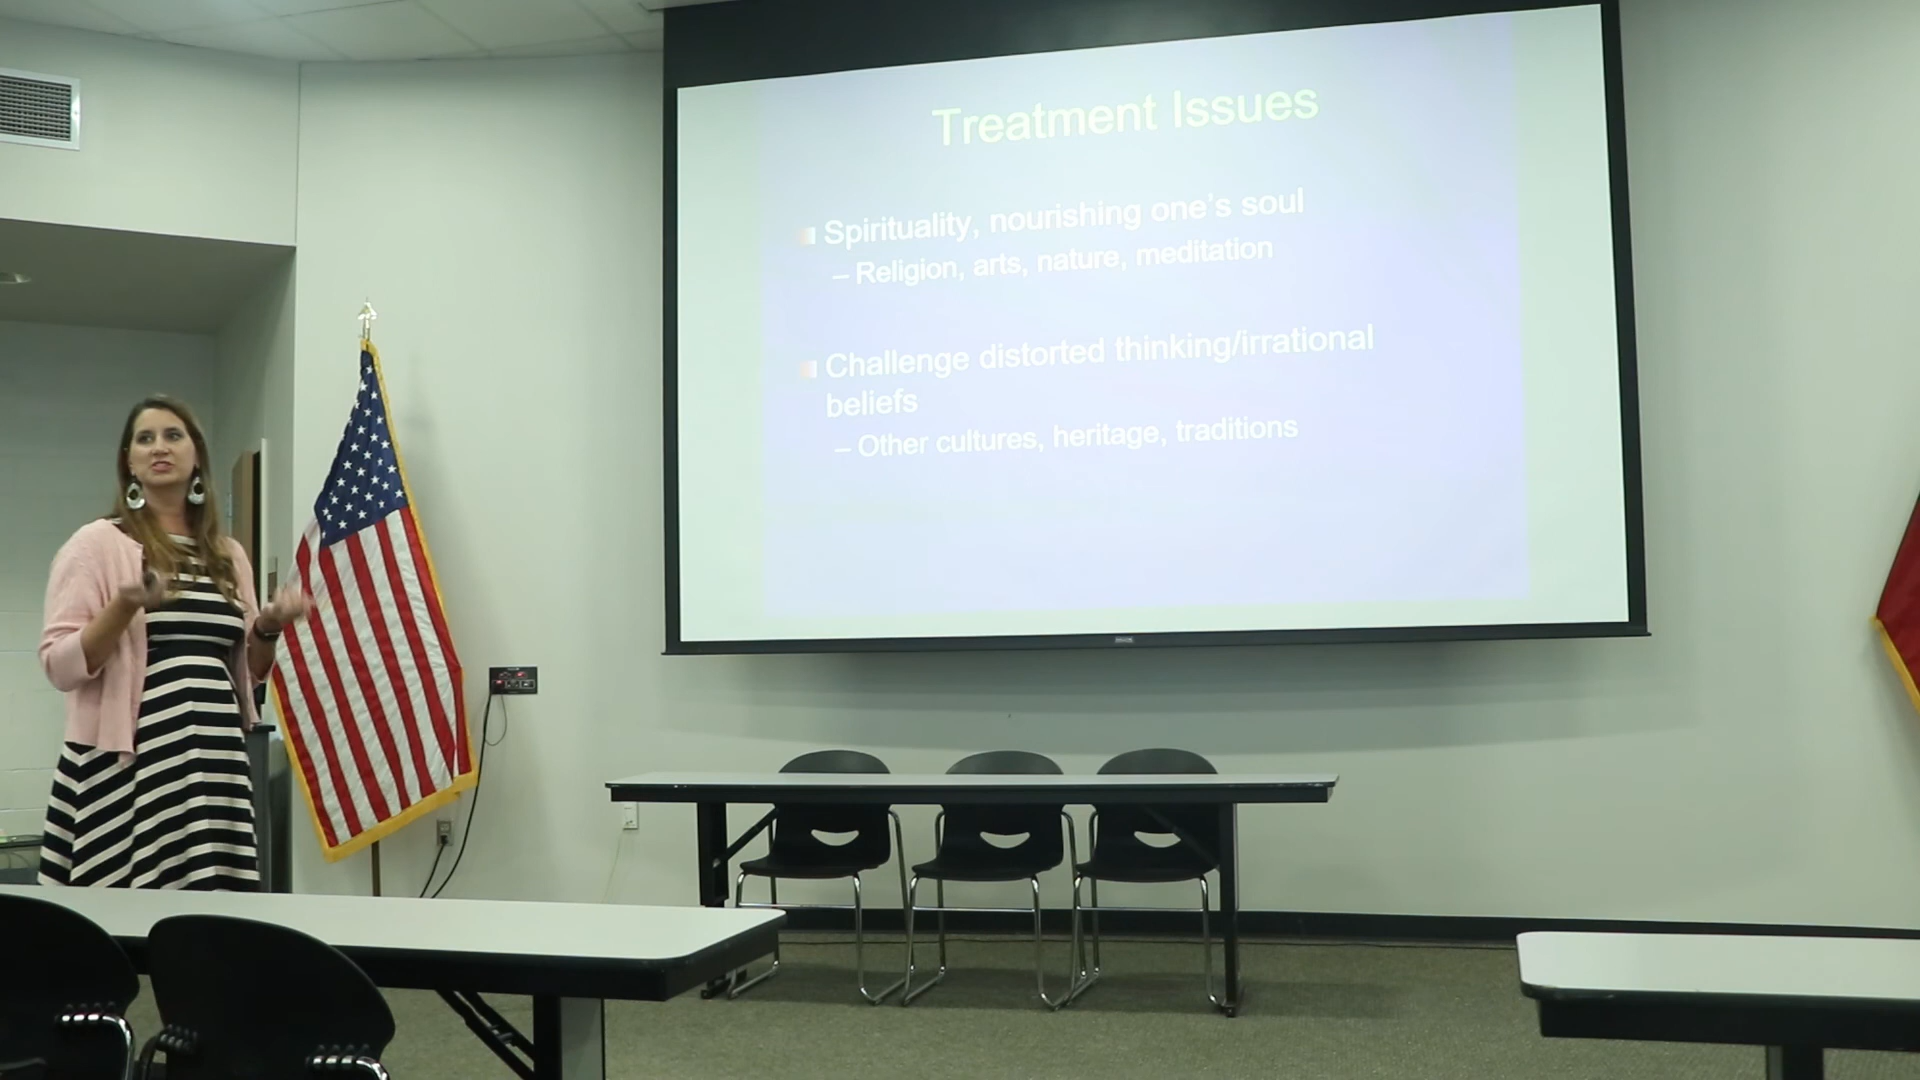 Treatment Issues
Spirituality, nourishing one's soul
– Religion, arts, nature, meditation
Challenge distorted thinking/irrational
beliefs
– Other cultures, heritage, traditions